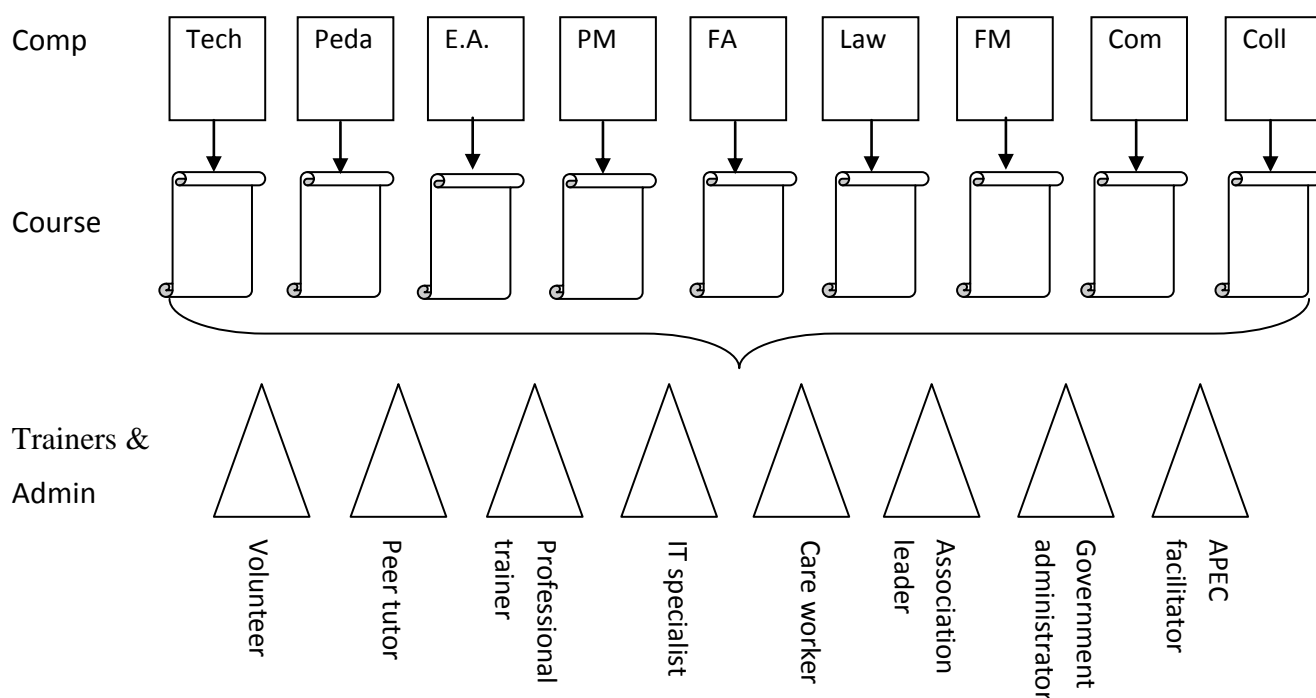 Comp
Tech
Peda
E.A.
PM
FA
Law
FM
Com
Coll
Course
Trainers &
Admin
Volunteer
Peer tutor
Professional
trainer
IT specialist
Care worker
Association
leader
Government
administrator
APEC
facilitator